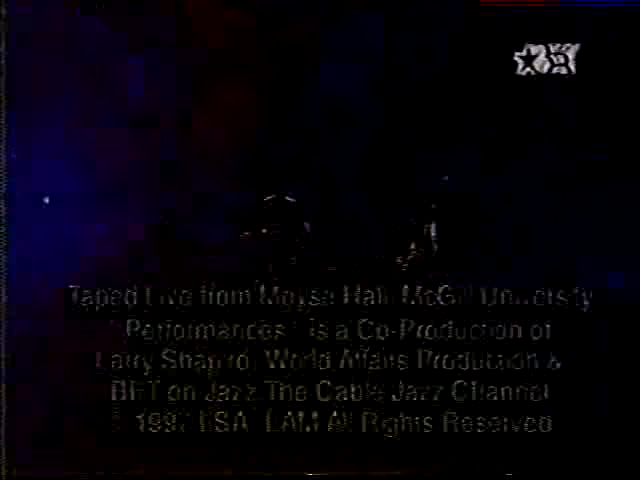 Taped Live from Moyse Hall McGill University
"Performances" is a Co-Production of
Larry Shapiro, World Affairs Production &
BET on Jazz The Cable Jazz Channel
All Rights Reserved